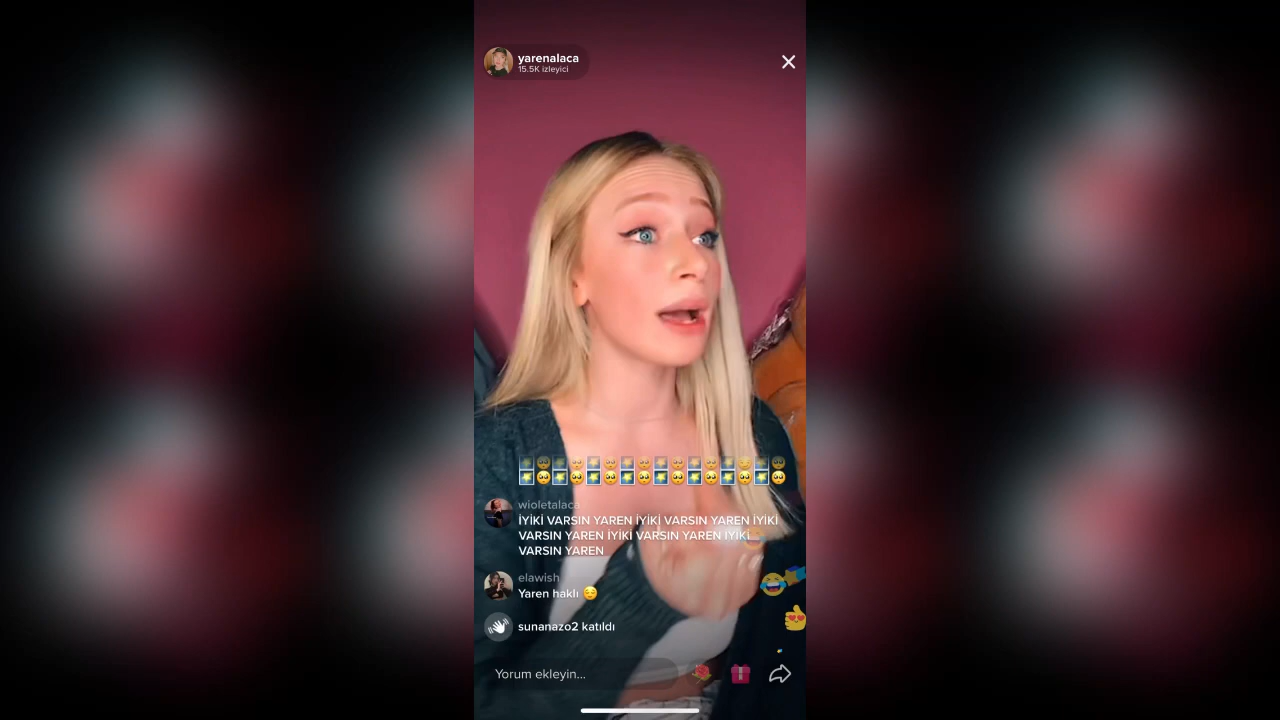 yarenalaca
15.5K izleyici
wioletalaca
İYİKİ VARSIN YAREN İYİKİ VARSIN YAREN İYİKİ
VARSIN YAREN İYİKİ VARSIN YAREN İYİKİ
VARSIN YAREN
elawish
Yaren haklı 😌
sunanazo2 katıldı
Yorum ekleyin...